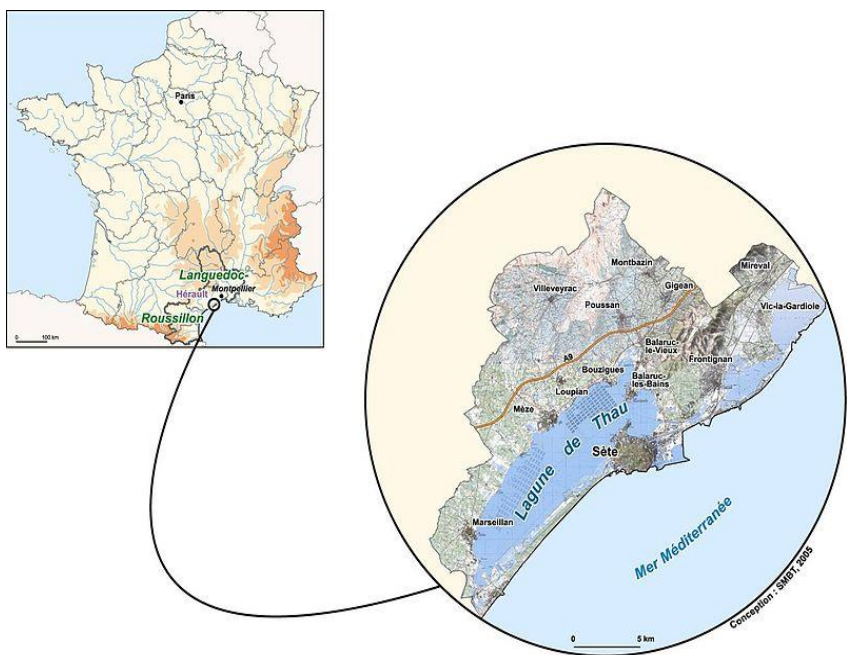 Paris
Languedoc-
Hérault
Montpellier
Roussillon
0 100 km
Montbazin
Mireval
Villeveyrac
Gigean
Poussan
Vic-la-Gardiole
Balaruc-
le-Vieux
A9
Frontignan
Bouzigues
Balaruc-
les-Bains
Loupian
Mèze
Lagune de Thau
Sète
Marseillan
Mer Méditerranée
Conception : SMBT, 2005
0 5 km